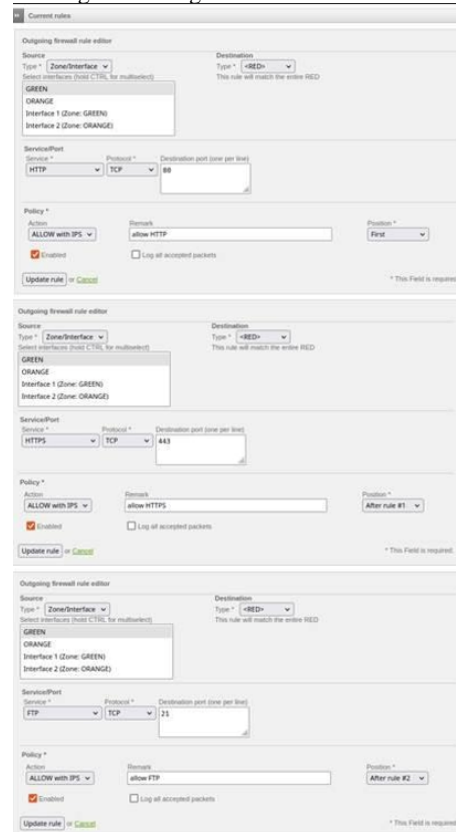 Current rules
Outgoing firewall rule editor
Source Destination
Type * Zone/Interface Type * <RED>
Select interfaces (hold CTRL for multiselect) This rule will match the entire RED
GREEN
ORANGE
Interface 1 (Zone: GREEN)
Interface 2 (Zone: ORANGE)
Service/Port
Service * Protocol * Destination port (one per line)
HTTP TCP 80
Policy *
Action Remark Position *
ALLOW with IPS allow HTTP First
Enabled Log all accepted packets
Update rule or Cancel * This Field is required
Outgoing firewall rule editor
Source Destination
Type * Zone/Interface Type * <RED>
Select interfaces (hold CTRL for multiselect) This rule will match the entire RED
GREEN
ORANGE
Interface 1 (Zone: GREEN)
Interface 2 (Zone: ORANGE)
Service/Port
Service * Protocol * Destination port (one per line)
HTTPS TCP 443
Policy *
Action Remark Position *
ALLOW with IPS allow HTTPS After rule #1
Enabled Log all accepted packets
Update rule or Cancel * This Field is required.
Outgoing firewall rule editor
Source Destination
Type * Zone/Interface Type * <RED>
Select interfaces (hold CTRL for multiselect) This rule will match the entire RED
GREEN
ORANGE
Interface 1 (Zone: GREEN)
Interface 2 (Zone: ORANGE)
Service/Port
Service * Protocol * Destination port (one per line)
FTP TCP 21
Policy *
Action Remark Position *
ALLOW with IPS allow FTP After rule #2
Enabled Log all accepted packets
Update rule or Cancel * This Field is required